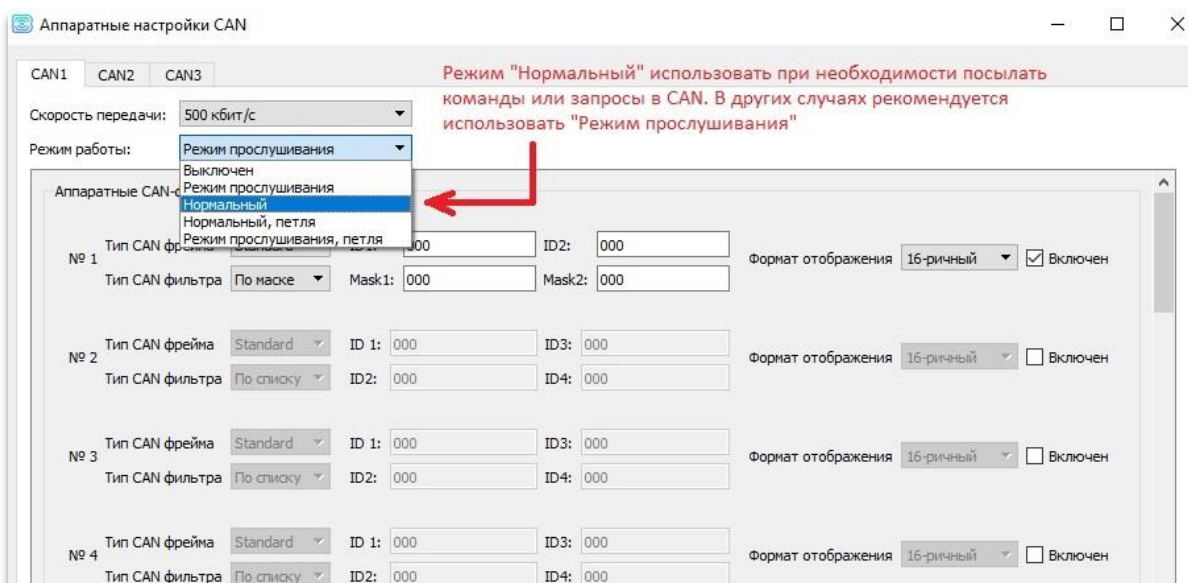 Аппаратные настройки CAN
CAN1 CAN2 CAN3
Режим "Нормальный" использовать при необходимости посылать
команды или запросы в CAN. В других случаях рекомендуется
использовать "Режим прослушивания"
Скорость передачи: 500 кбит/с
Режим работы: Режим прослушивания
Выключен
Режим прослушивания
Нормальный
Нормальный, петля
Режим прослушивания, петля
Аппаратные CAN-
№ 1
Тип CAN 000 ID2: 000
Тип CAN фильтра По маске Mask1: 000 Mask2: 000
Формат отображения 16-ричный Включен
№ 2
Тип CAN фрейма Standard ID 1: 000 ID3: 000
Тип CAN фильтра По списку ID2: 000 ID4: 000
Формат отображения 16-ричный Включен
№ 3
Тип CAN фрейма Standard ID 1: 000 ID3: 000
Тип CAN фильтра По списку ID2: 000 ID4: 000
Формат отображения 16-ричный Включен
№ 4
Тип CAN фрейма Standard ID 1: 000 ID3: 000
Тип CAN фильтра По списку ID2: 000 ID4: 000
Формат отображения 16-ричный Включен